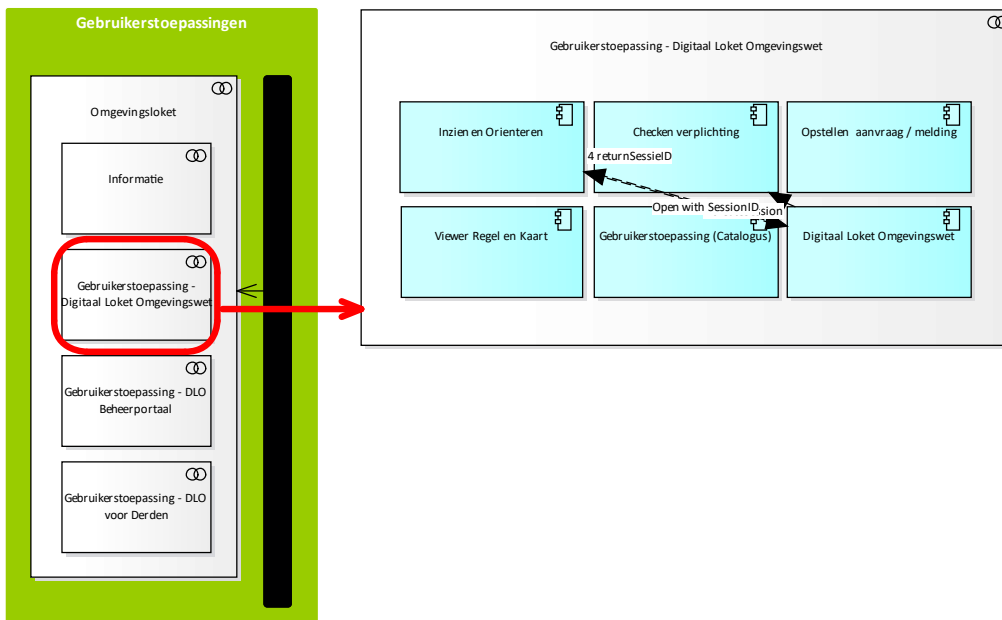 Gebruikerstoepassingen
Omgevingsloket
Informatie
Gebruikerstoepassing -
Digitaal Loket Omgevingswet
Gebruikerstoepassing - DLO
Beheerportaal
Gebruikerstoepassing - DLO
voor Derden
Gebruikerstoepassing - Digitaal Loket Omgevingswet
Inzien en Orienteren
Checken verplichting
Opstellen aanvraag / melding
4 returnSessieID
Open with SessionID
Viewer Regel en Kaart
Gebruikerstoepassing (Catalogus)
Digitaal Loket Omgevingswet